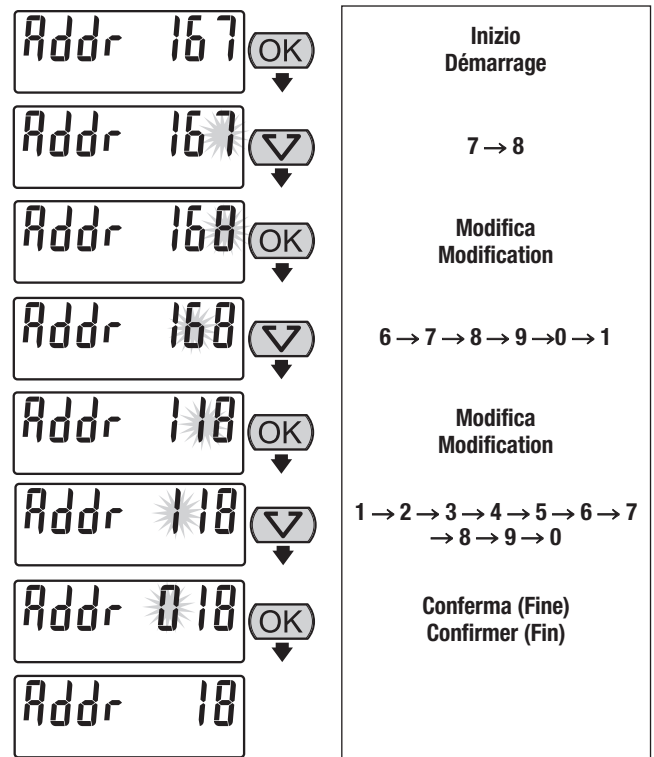 Addr 167 OK
Inizio
Démarrage
Addr 167
7 → 8
Addr 168 OK
Modifica
Modification
Addr 168
6 → 7 → 8 → 9 → 0 → 1
Addr 118 OK
Modifica
Modification
Addr 118
1 → 2 → 3 → 4 → 5 → 6 → 7
→ 8 → 9 → 0
Addr 018 OK
Conferma (Fine)
Confirmer (Fin)
Addr 18